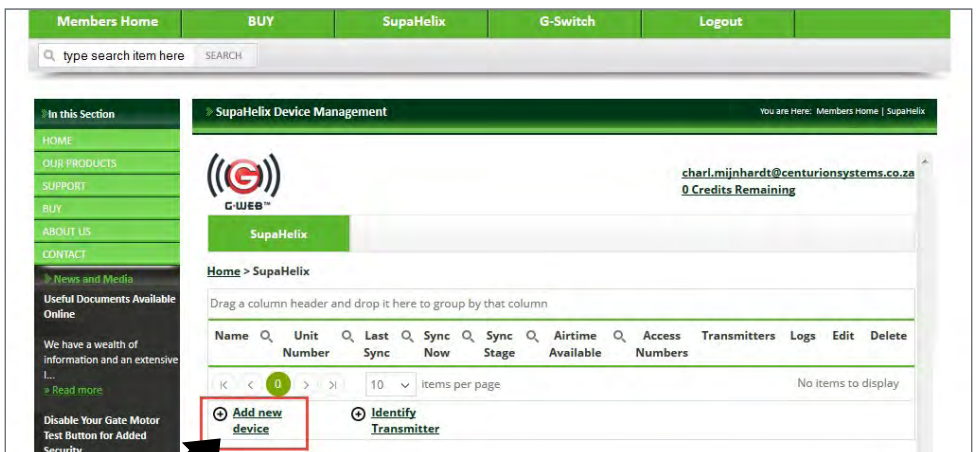 Members Home BUY SupaHelix G-Switch Logout
type search item here SEARCH
»In this Section
HOME
OUR PRODUCTS
SUPPORT
BUY
ABOUT US
CONTACT
»News and Media
Useful Documents Available
Online
We have a wealth of
information and an extensive
I...
» Read more
Disable Your Gate Motor
Test Button for Added
Security
» SupaHelix Device Management You are Here: Members Home | SupaHelix
G
G·WEB™
charl.mijnhardt@centurionsystems.co.za
0 Credits Remaining
SupaHelix
Home > SupaHelix
Drag a column header and drop it here to group by that column
Name Unit Last Sync Sync Airtime Access Transmitters Logs Edit Delete
Number Sync Now Stage Available Numbers
0 10 items per page No items to display
Add new Identify
device Transmitter